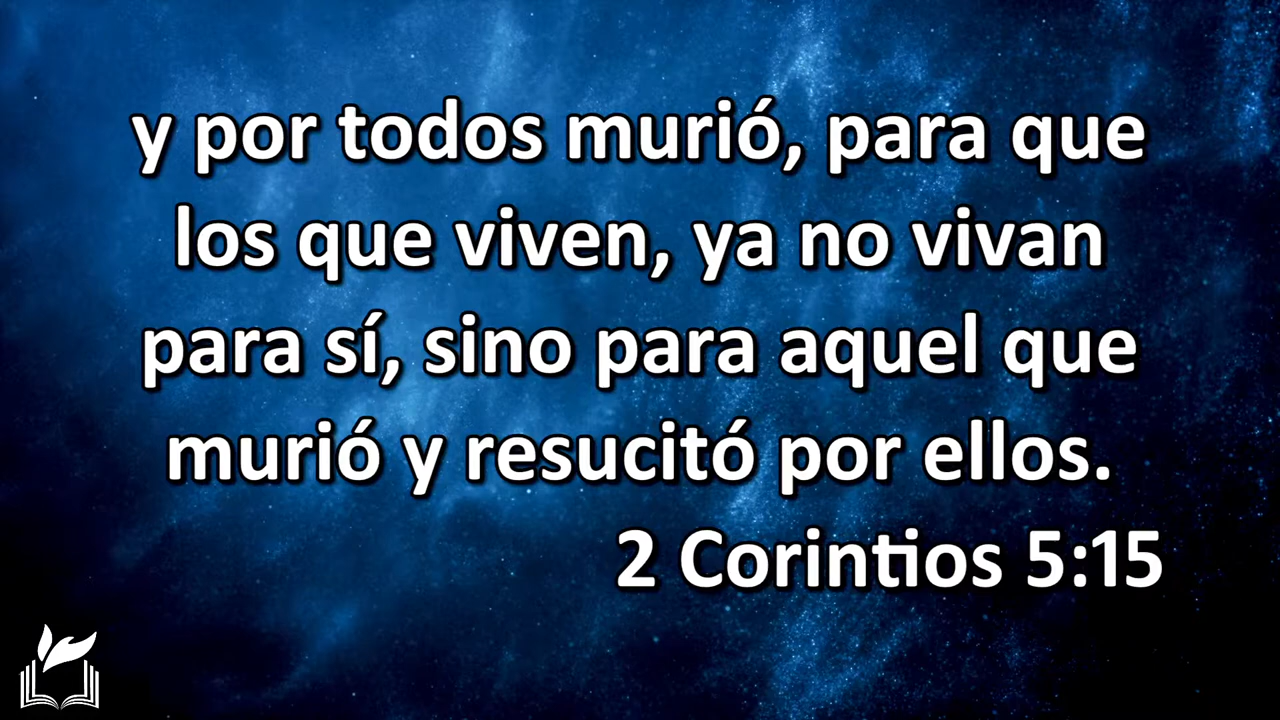 y por todos murió, para que
los que viven, ya no vivan
para sí, sino para aquel que
murió y resucitó por ellos.
2 Corintios 5:15